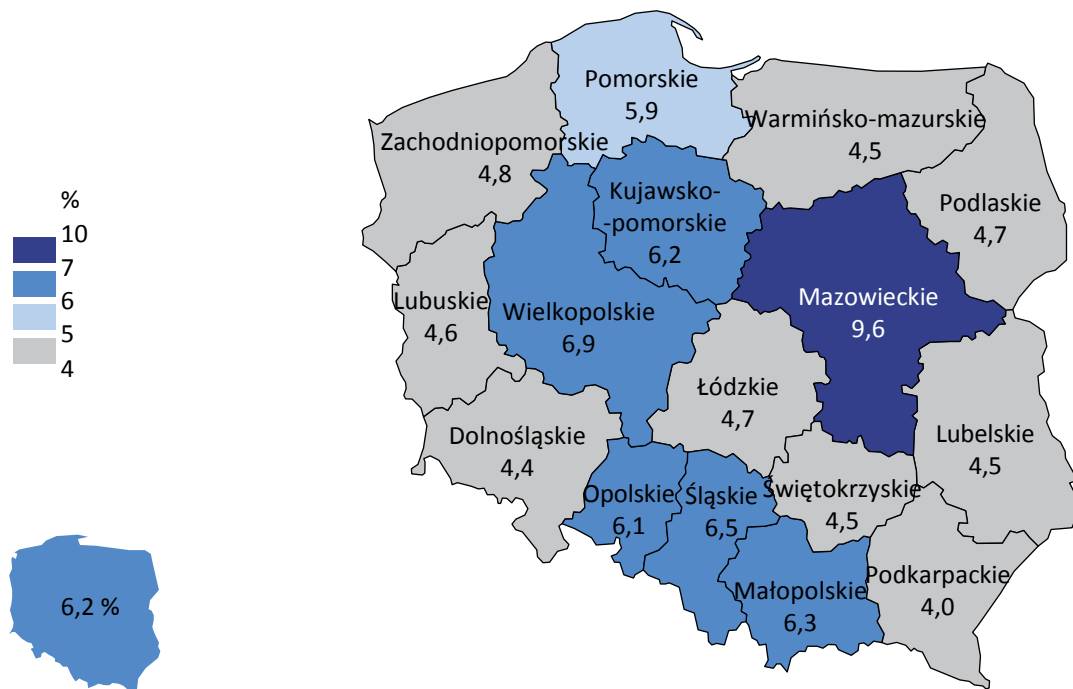 Pomorskie
5,9
Warmińsko-mazurskie
4,5
Zachodniopomorskie
4,8
Kujawsko-
-pomorskie
6,2
Podlaskie
4,7
%
10
7
6
5
4
Lubuskie
4,6
Wielkopolskie
6,9
Mazowieckie
9,6
Łódzkie
4,7
Dolnośląskie
4,4
Lubelskie
4,5
Opolskie
6,1
Śląskie
6,5
Świętokrzyskie
4,5
Małopolskie
6,3
Podkarpackie
4,0
6,2 %